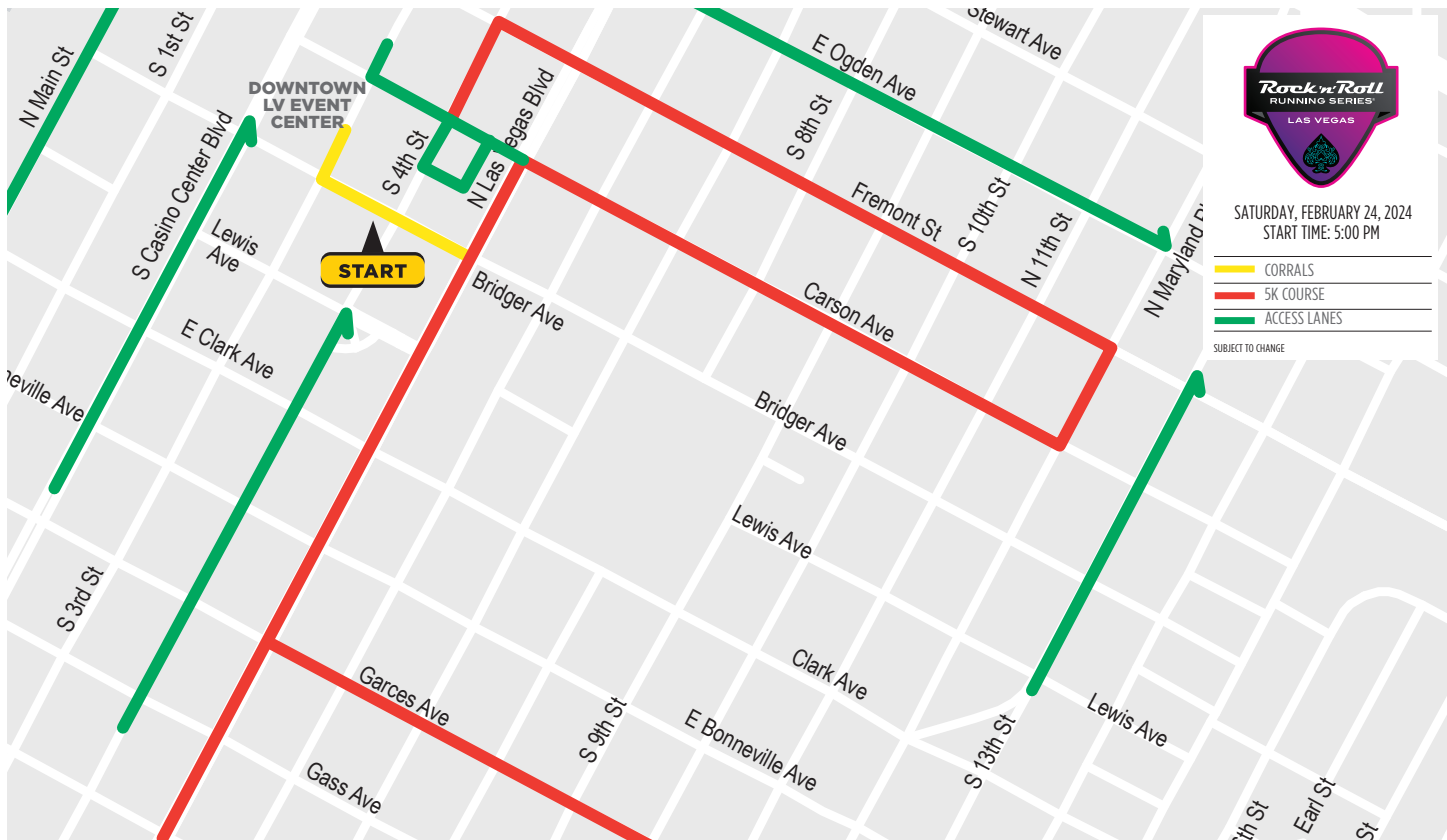 N Main St
S 1st St
DOWNTOWN
LV EVENT
CENTER
S Casino Center Blvd
S 4th St
N Las Vegas Blvd
Stewart Ave
E Ogden Ave
S 8th St
Fremont St
S 10th St
N 11th St
Lewis
Ave
START
Bridger Ave
Carson Ave
E Clark Ave
Bridger Ave
Lewis Ave
S 3rd St
Garces Ave
Gass Ave
S 9th St
Clark Ave
E Bonneville Ave
S 13th St
Lewis Ave
Earl St
St
N Maryland
neville Ave
Rock'n'Roll
RUNNING SERIES
LAS VEGAS
SATURDAY, FEBRUARY 24, 2024
START TIME: 5:00 PM
CORRALS
5K COURSE
ACCESS LANES
SUBJECT TO CHANGE